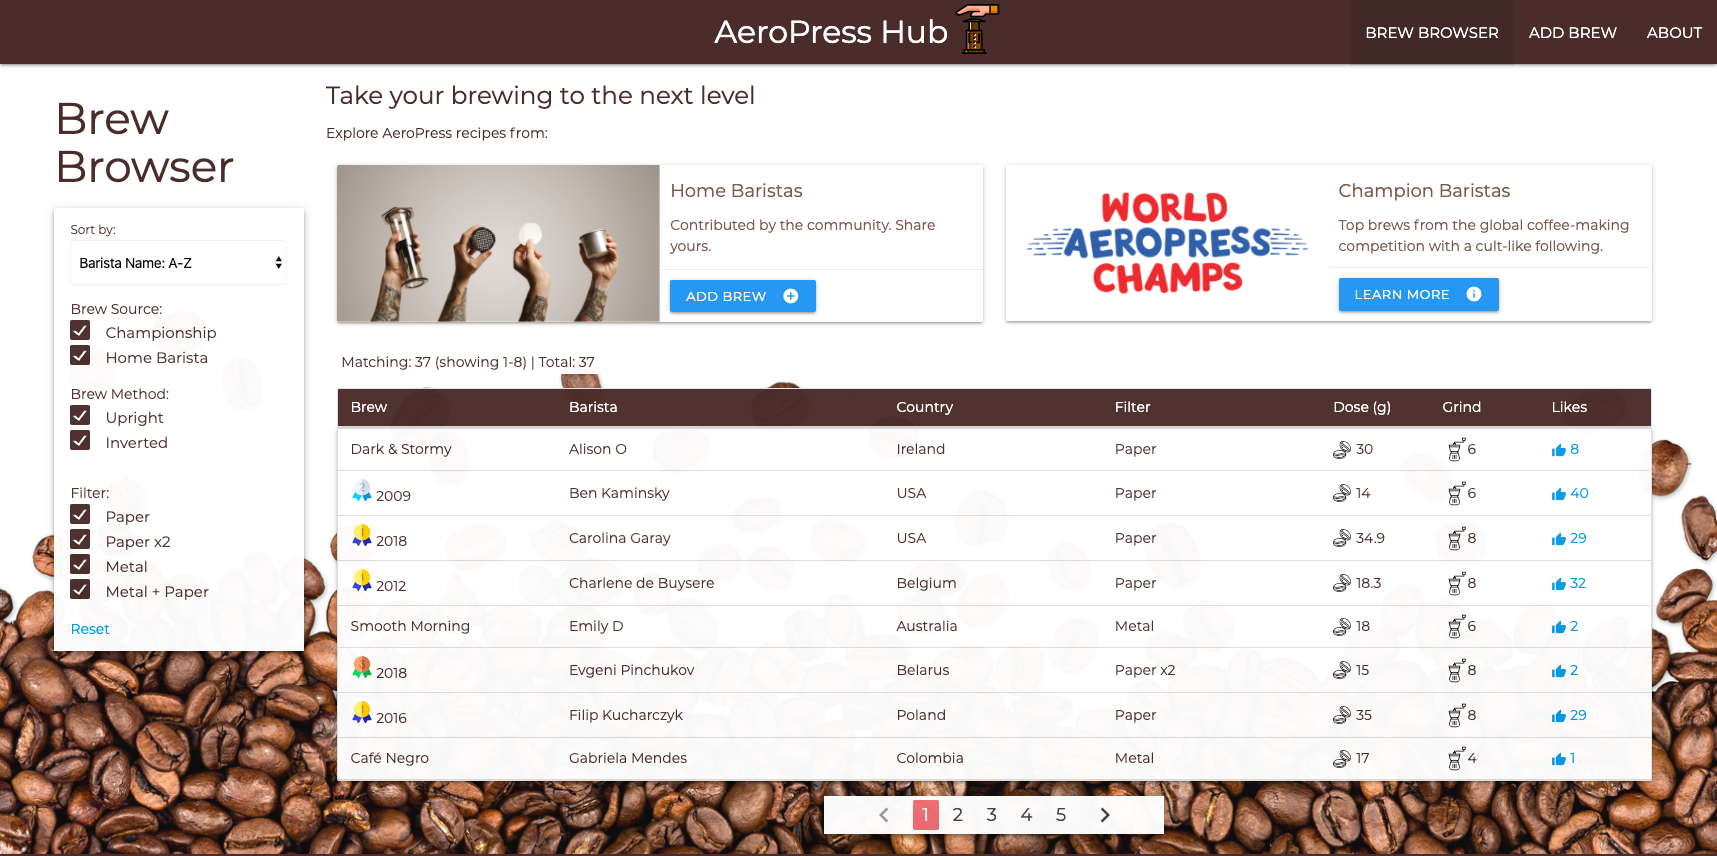 AeroPress Hub
BREW BROWSER ADD BREW ABOUT
Brew
Browser
Sort by:
Barista Name: A-Z
Brew Source:
Championship
Home Barista
Brew Method:
Upright
Inverted
Filter:
Paper
Paper x2
Metal
Metal + Paper
Reset
Take your brewing to the next level
Explore AeroPress recipes from:
Home Baristas
Contributed by the community. Share
yours.
ADD BREW
WORLD
AEROPRESS
CHAMPS
Champion Baristas
Top brews from the global coffee-making
competition with a cult-like following.
LEARN MORE
Matching: 37 (showing 1-8) | Total: 37
Brew Barista Country Filter Dose (g) Grind Likes
Dark & Stormy Alison O Ireland Paper 30 6 8
2009 Ben Kaminsky USA Paper 14 6 40
2018 Carolina Garay USA Paper 34.9 8 29
2012 Charlene de Buysere Belgium Paper 18.3 8 32
Smooth Morning Emily D Australia Metal 18 6 2
2018 Evgeni Pinchukov Belarus Paper x2 15 8 2
2016 Filip Kucharczyk Poland Paper 35 8 29
Café Negro Gabriela Mendes Colombia Metal 17 4 1
1 2 3 4 5